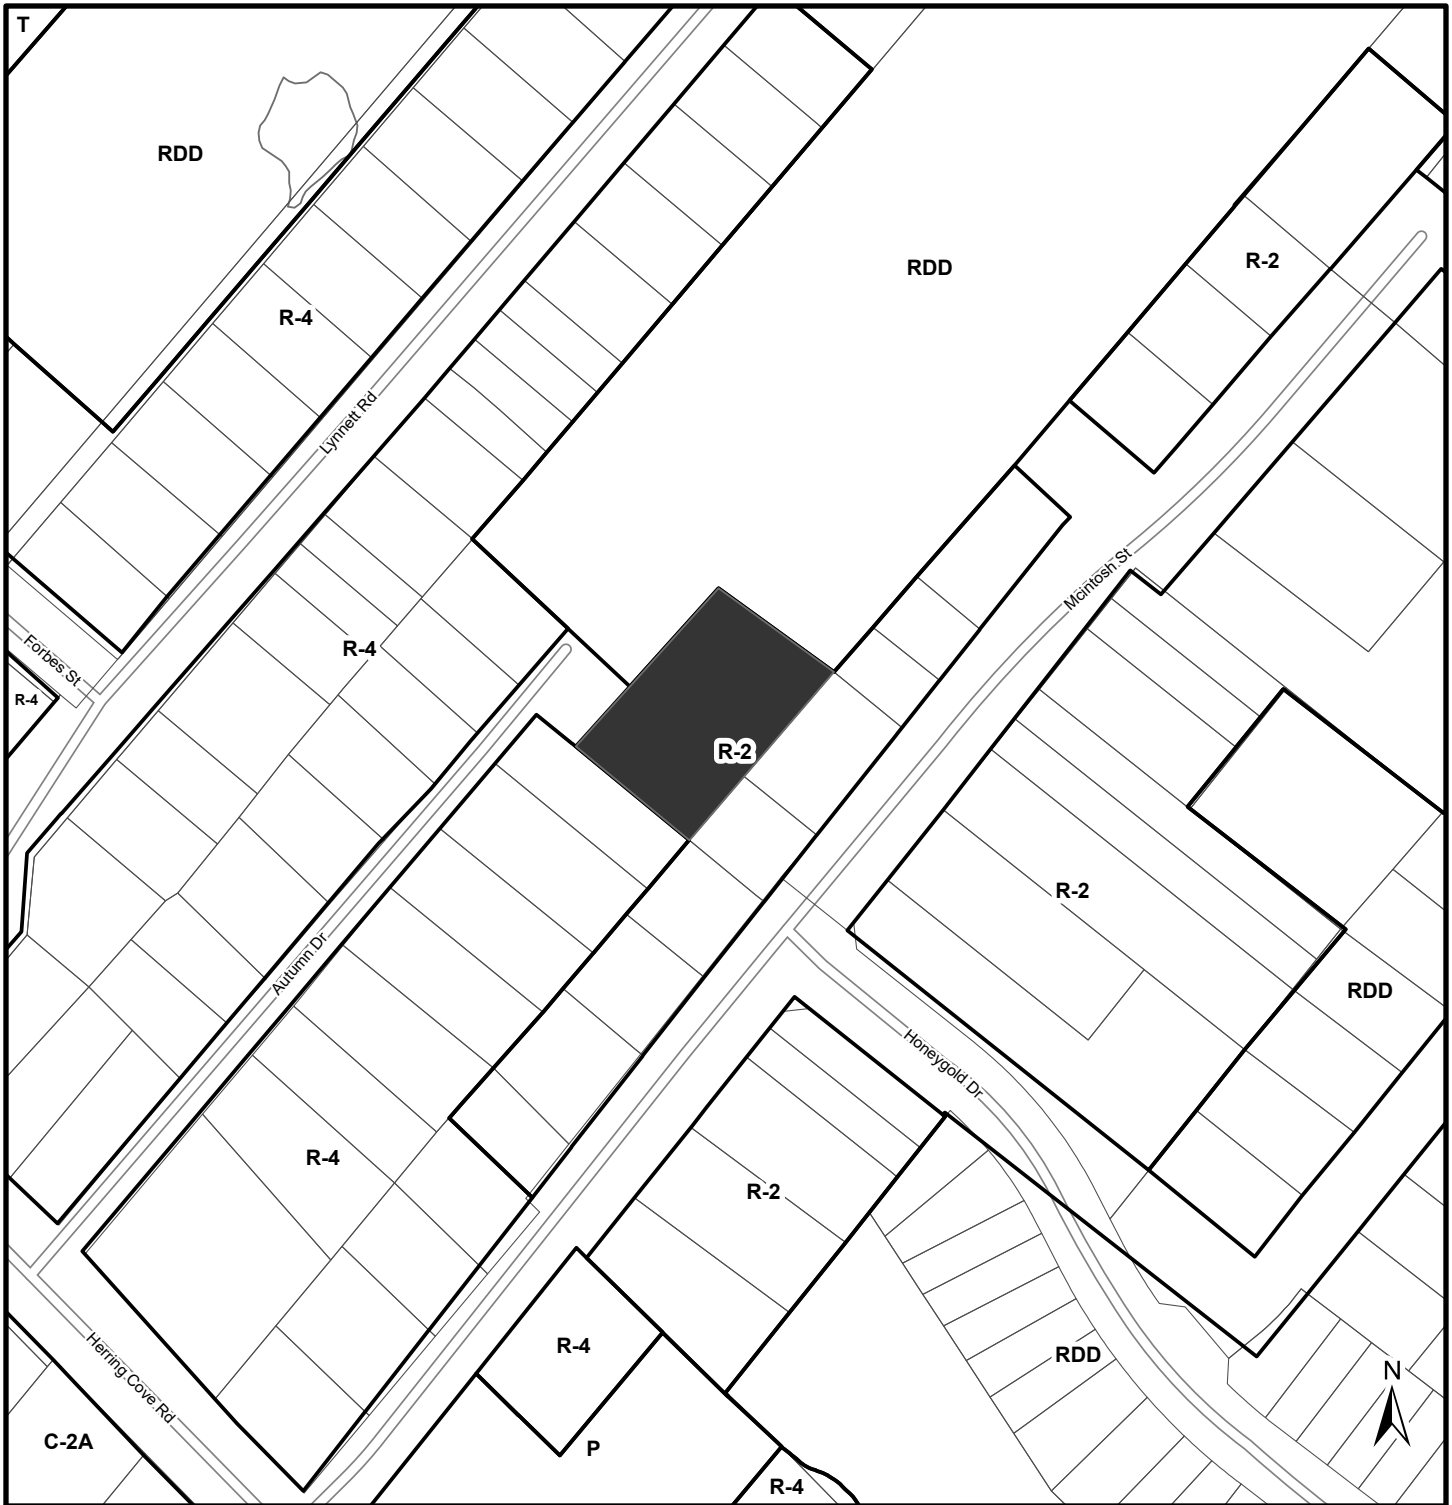 T
RDD
RDD
R-2
R-4
Lynnett Rd
Mcintosh St
Forbes St
R-4
R-4
R-2
R-2
Autumn Dr
RDD
Honeygold Dr
R-4
R-2
R-4
RDD
Herring Cove Rd
N
C-2A
P
R-4